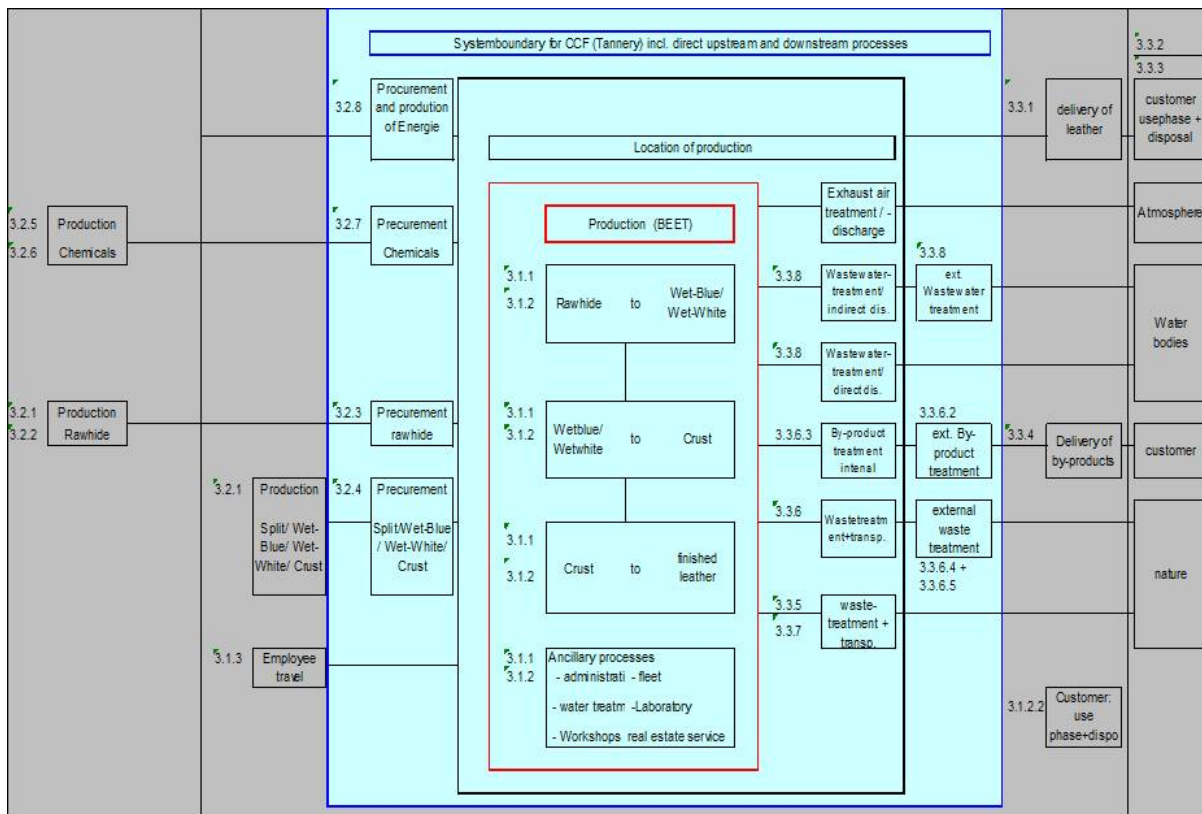 Systemboundary for CCF (Tannery) incl. direct upstream and downstream processes
3.3.2
3.3.3
3.2.8
Procurement
and prodution
of Energie
3.3.1
delivery of
leather
customer
usephase +
disposal
Location of production
Exhaust air
treatment / -
discharge
Atmosphere
3.2.5
3.2.6
Production
Chemicals
3.2.7
Precurement
Chemicals
Production (BEET)
3.1.1
3.1.2
Rawhide to Wet-Blue/
Wet-White
3.3.8
Wastewater-
treatment/
indirect dis.
3.3.8
ext.
Wastewater
treatment
Water
bodies
3.3.8
Wastewater-
treatment/
direct dis.
3.2.1
3.2.2
Production
Rawhide
3.2.3
Precurement
rawhide
3.1.1
3.1.2
Wetblue/
Wetwhite
to Crust
3.3.6.3
By-product
treatment
intenal
3.3.6.2
ext. By-
product
treatment
3.3.4
Delivery of
by-products
customer
3.2.1
Production
Split/ Wet-
Blue/ Wet-
White/ Crust
3.2.4
Precurement
Split/Wet-Blue
/ Wet-White/
Crust
3.1.1
3.1.2
Crust to finished
leather
3.3.6
Wastetreatm
ent+transp.
external
waste
treatment
3.3.6.4 +
3.3.6.5
nature
3.3.5
3.3.7
waste-
treatment +
transp.
3.1.3
Employee
travel
3.1.1
3.1.2
Ancillary processes
- administrati - fleet
- water treatm -Laboratory
- Workshops real estate service
3.1.2.2
Customer:
use
phase+dispo